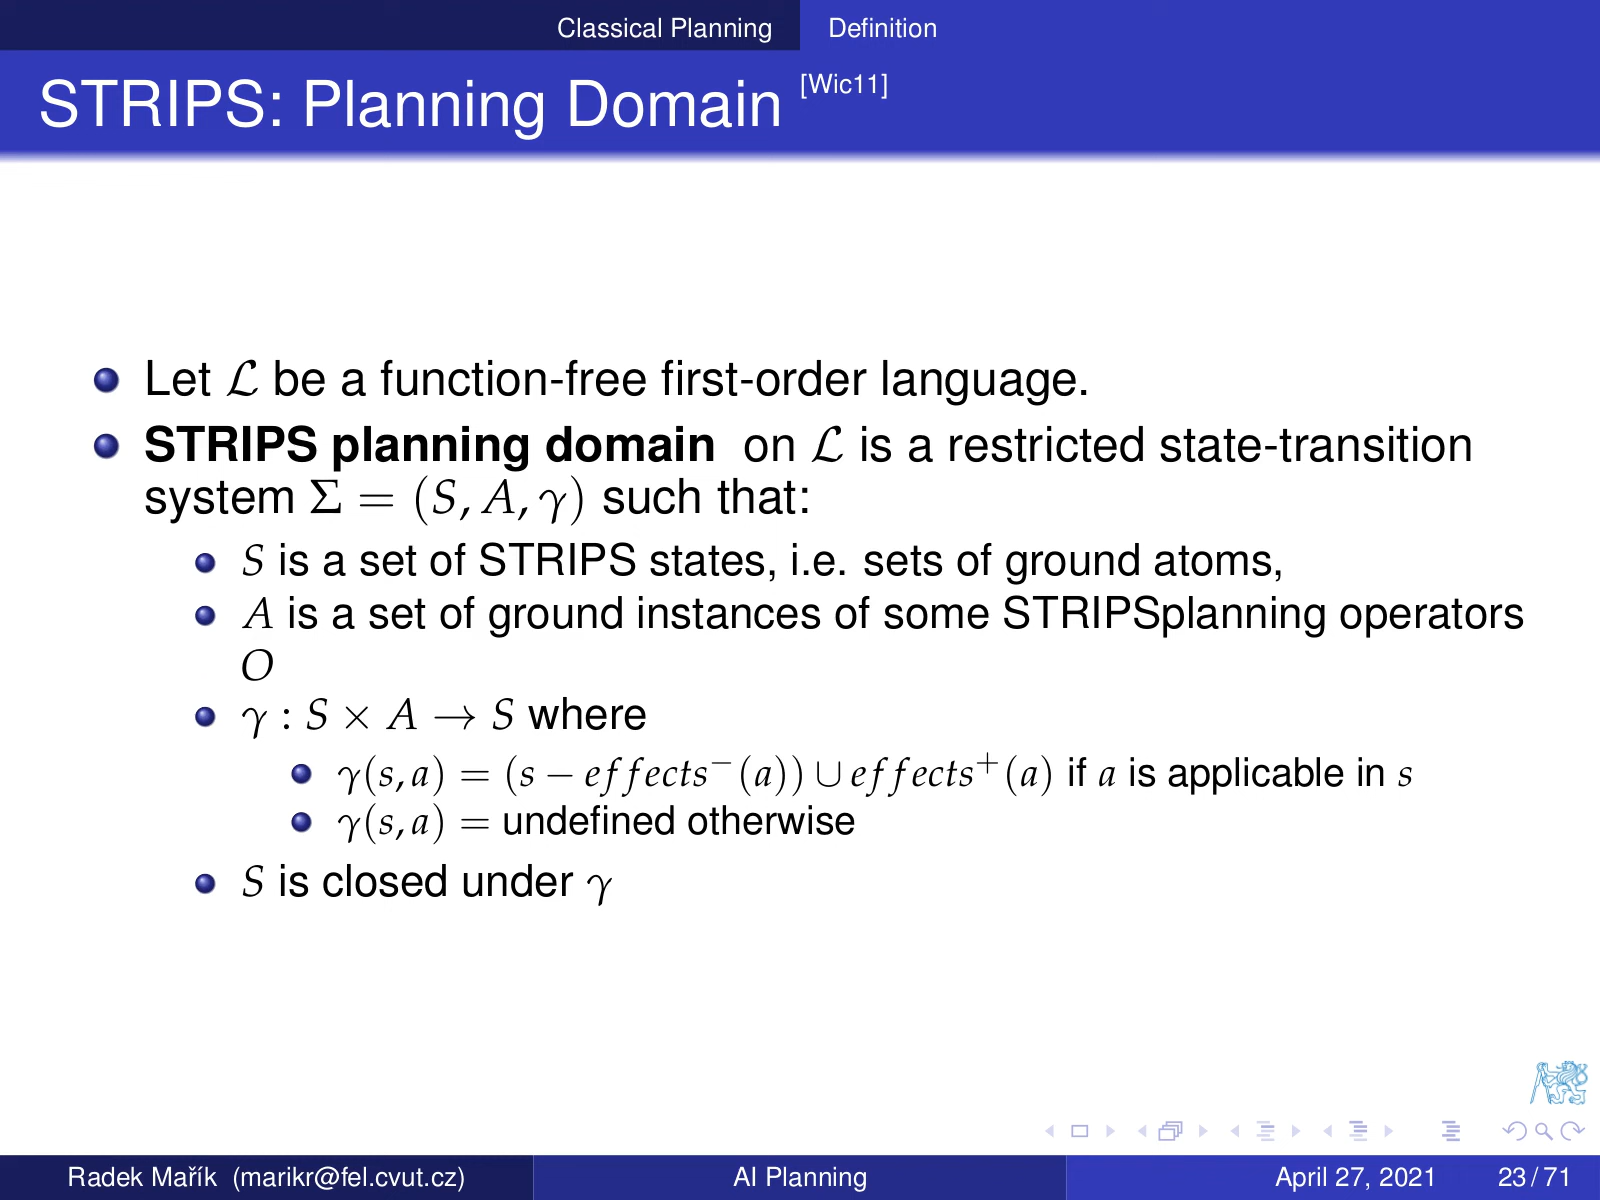 Classical Planning Definition
STRIPS: Planning Domain [Wic11]
Let ℒ be a function-free first-order language.
STRIPS planning domain on ℒ is a restricted state-transition
system Σ = (S, A, γ) such that:
S is a set of STRIPS states, i.e. sets of ground atoms,
A is a set of ground instances of some STRIPSplanning operators
O
γ : S × A → S where
γ(s, a) = (s − effects⁻(a)) ∪ effects⁺(a) if a is applicable in s
γ(s, a) = undefined otherwise
S is closed under γ
Radek Mařík (marikr@fel.cvut.cz) AI Planning April 27, 2021 23 / 71